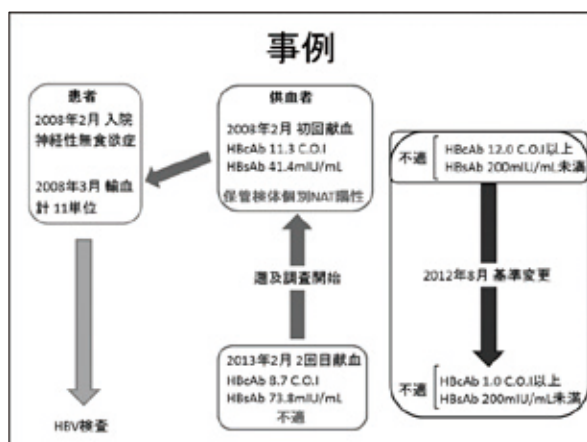 事例
患者
2008年2月 入院
神経性無食欲症
2008年3月 輸血
計 11単位
HBV検査
供血者
2008年2月 初回献血
HBcAb 11.3 C.O.I
HBsAb 41.4mIU/mL
保管検体個別NAT陽性
遡及調査開始
2013年2月 2回目献血
HBcAb 8.7 C.O.I
HBsAb 73.8mIU/mL
不適
不適
HBcAb 12.0 C.O.I以上
HBsAb 200mIU/mL未満
2012年8月 基準変更
不適
HBcAb 1.0 C.O.I以上
HBsAb 200mIU/mL未満